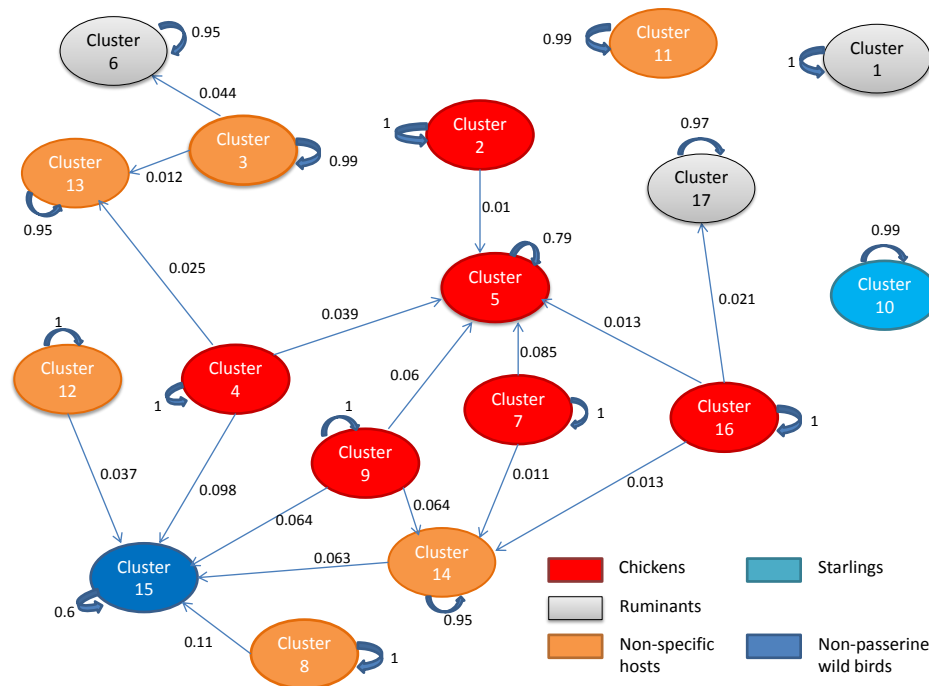 Cluster
6
0.95
0.044
Cluster
3
0.99
0.012
Cluster
13
0.95
0.025
0.99
Cluster
11
1
Cluster
1
1
Cluster
2
0.01
0.97
Cluster
17
0.021
0.99
Cluster
10
0.79
Cluster
5
0.039
0.06
0.085
0.013
1
Cluster
12
0.037
Cluster
4
1
0.098
1
Cluster
9
0.064
0.064
Cluster
7
1
0.011
Cluster
16
1
0.013
Cluster
15
0.6
0.063
Cluster
14
0.95
0.11
Cluster
8
1
Chickens
Starlings
Ruminants
Non-specific
hosts
Non-passerine
wild birds